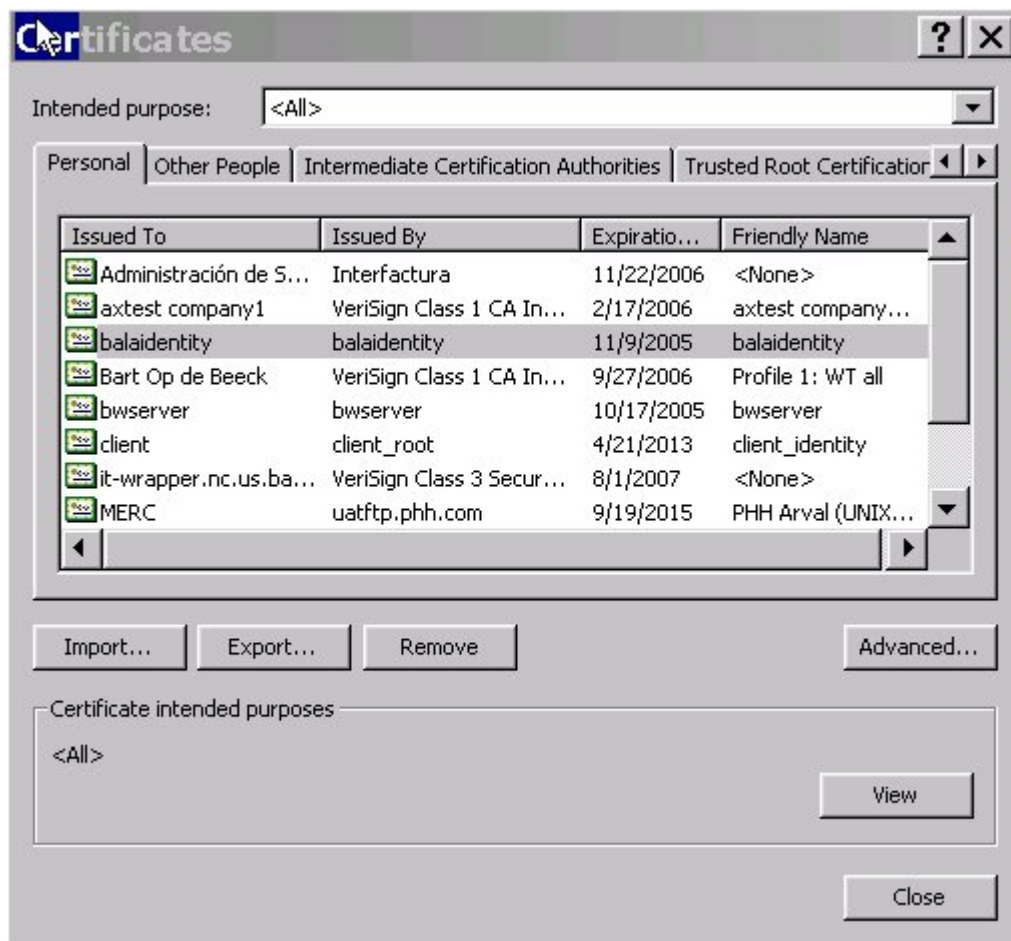 Certificates
Intended purpose: <All>
Personal Other People Intermediate Certification Authorities Trusted Root Certification
Issued To Issued By Expiratio... Friendly Name
Administración de S... Interfactura 11/22/2006 <None>
axtest company1 VeriSign Class 1 CA In... 2/17/2006 axtest company...
balaidentity balaidentity 11/9/2005 balaidentity
Bart Op de Beeck VeriSign Class 1 CA In... 9/27/2006 Profile 1: WT all
bwserver bwserver 10/17/2005 bwserver
client client_root 4/21/2013 client_identity
it-wrapper.nc.us.ba... VeriSign Class 3 Secur... 8/1/2007 <None>
MERC uatftp.phh.com 9/19/2015 PHH Arval (UNIX...
Import... Export... Remove Advanced...
Certificate intended purposes
<All>
View
Close